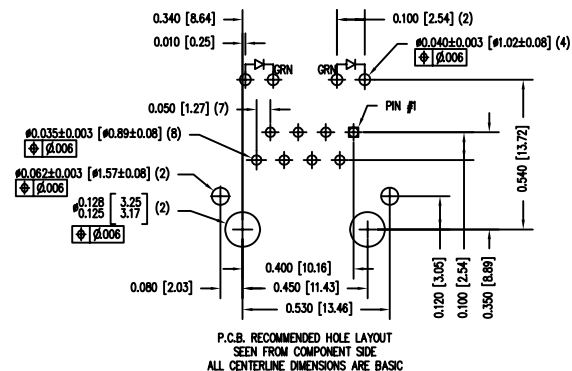 0.340 [8.64]
0.100 [2.54] (2)
0.010 [0.25]
ø0.040±0.003 [ø1.02±0.08] (4)
⌖ Ø.006
GRN
GRN
0.050 [1.27] (7)
PIN #1
ø0.035±0.003 [ø0.89±0.08] (8)
⌖ Ø.006
ø0.062±0.003 [ø1.57±0.08] (2)
⌖ Ø.006
ø0.128 [3.25] (2)
0.125 [3.17]
⌖ Ø.006
0.540 [13.72]
0.400 [10.16]
0.080 [2.03]
0.450 [11.43]
0.530 [13.46]
0.120 [3.05]
0.100 [2.54]
0.350 [8.89]
P.C.B. RECOMMENDED HOLE LAYOUT
SEEN FROM COMPONENT SIDE
ALL CENTERLINE DIMENSIONS ARE BASIC